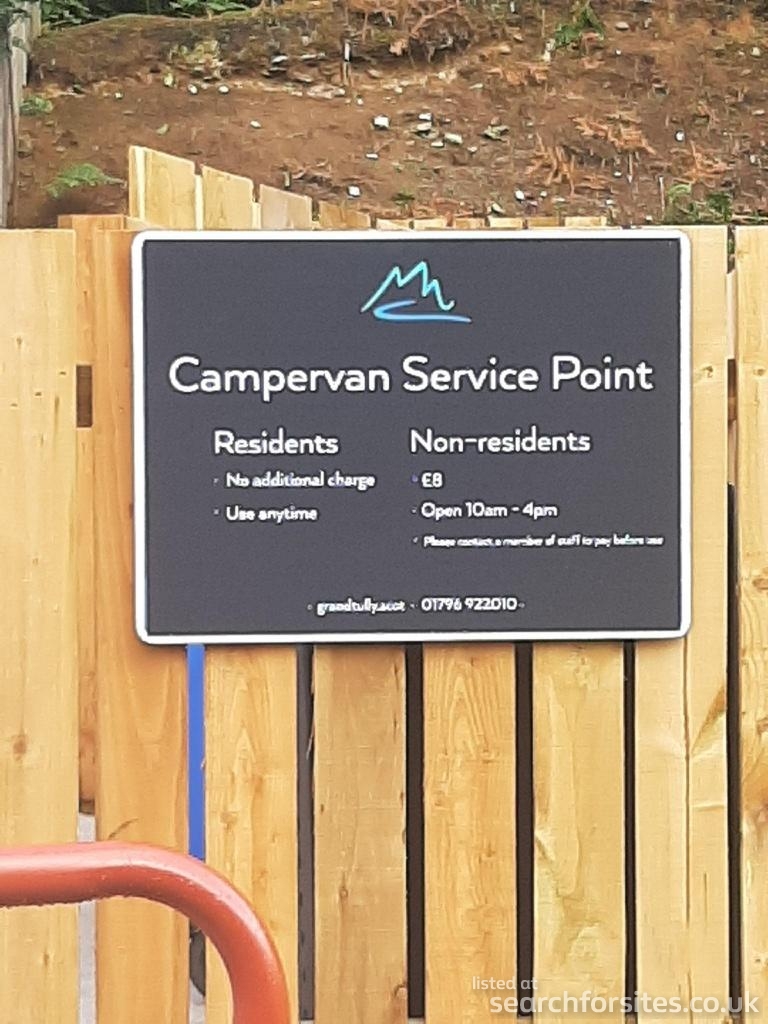 Campervan Service Point
Residents
Non-residents
· No additional charge
· £8
· Use anytime
· Open 10am - 4pm
· Please contact a member of staff to pay before use
· grandtully.scot · 01796 922010 ·
listed at
searchforsites.co.uk